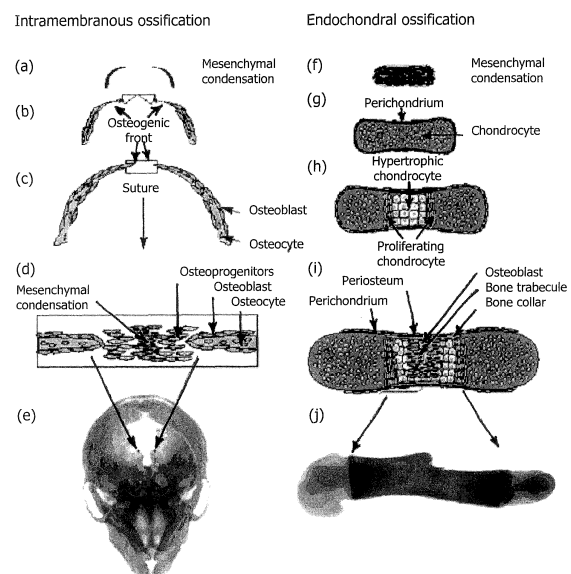 Intramembranous ossification
(a)
Mesenchymal
condensation
(b)
Osteogenic
front
(c)
Suture
Osteoblast
Osteocyte
(d)
Osteoprogenitors
Osteoblast
Osteocyte
Mesenchymal
condensation
(e)
Endochondral ossification
(f)
Mesenchymal
condensation
(g)
Perichondrium
Chondrocyte
(h)
Hypertrophic
chondrocyte
Proliferating
chondrocyte
(i)
Osteoblast
Periosteum
Bone trabecule
Perichondrium
Bone collar
(j)